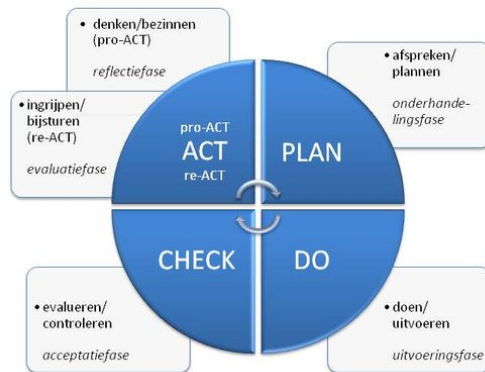 • denken/bezinnen
(pro-ACT)
reflectiefase
• ingrijpen/
bijsturen
(re-ACT)
evaluatiefase
• afspreken/
plannen
onderhande-
lingsfase
pro-ACT
ACT
re-ACT
PLAN
CHECK
DO
• evalueren/
controleren
acceptatiefase
• doen/
uitvoeren
uitvoeringsfase